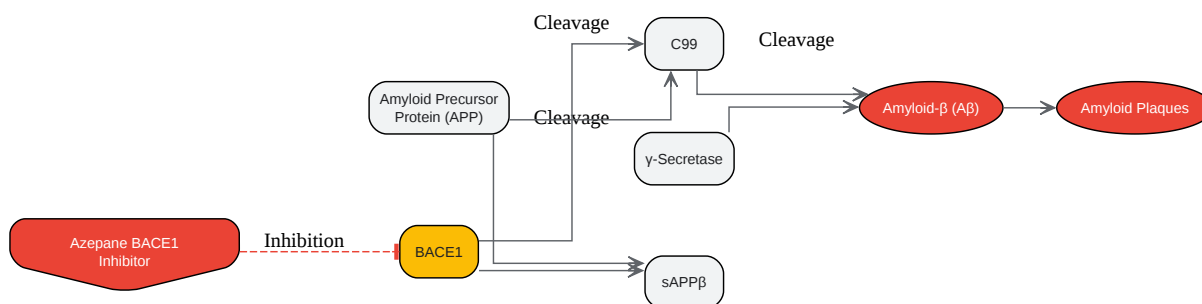 Cleavage
C99
Cleavage
Amyloid Precursor
Protein (APP)
Cleavage
Amyloid-β (Aβ)
Amyloid Plaques
γ-Secretase
Azepane BACE1
Inhibitor
Inhibition
BACE1
sAPPβ